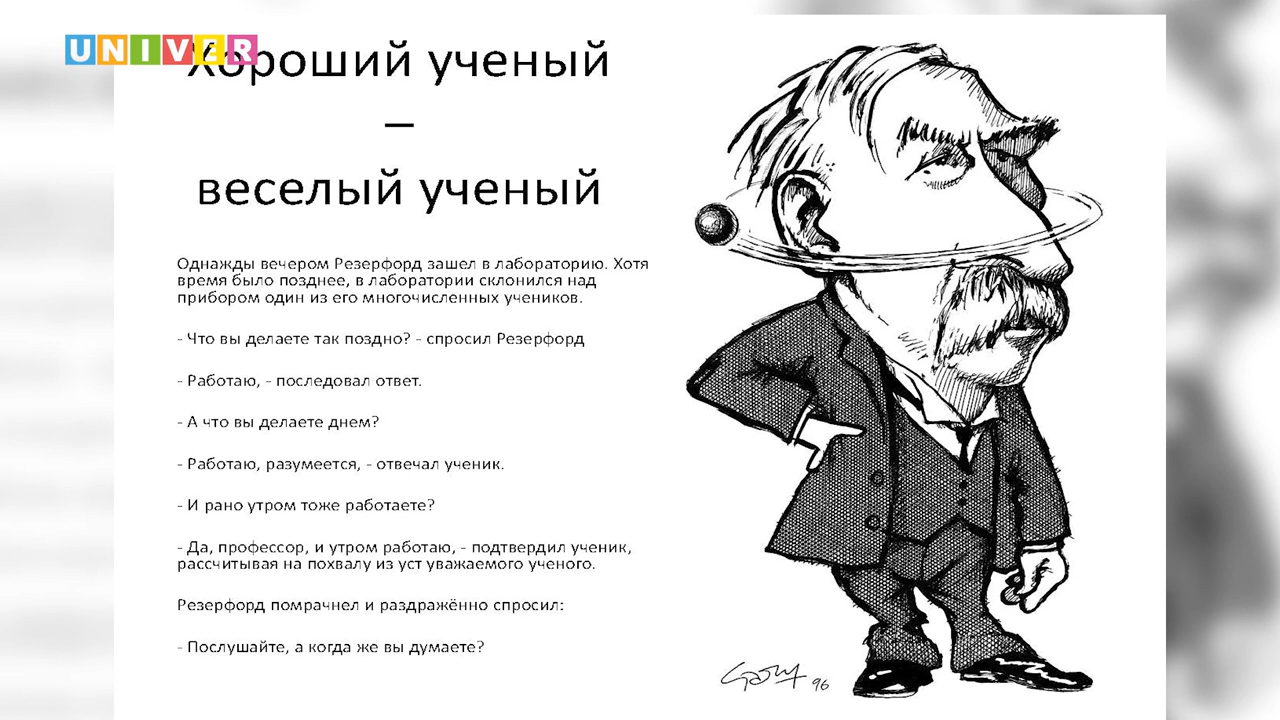 UNIVER
Хороший ученый
–
веселый ученый
Однажды вечером Резерфорд зашел в лабораторию. Хотя
время было позднее, в лаборатории склонился над
прибором один из его многочисленных учеников.
- Что вы делаете так поздно? - спросил Резерфорд
- Работаю, - последовал ответ.
- А что вы делаете днем?
- Работаю, разумеется, - отвечал ученик.
- И рано утром тоже работаете?
- Да, профессор, и утром работаю, - подтвердил ученик,
рассчитывая на похвалу из уст уважаемого ученого.
Резерфорд помрачнел и раздражённо спросил:
- Послушайте, а когда же вы думаете?
96